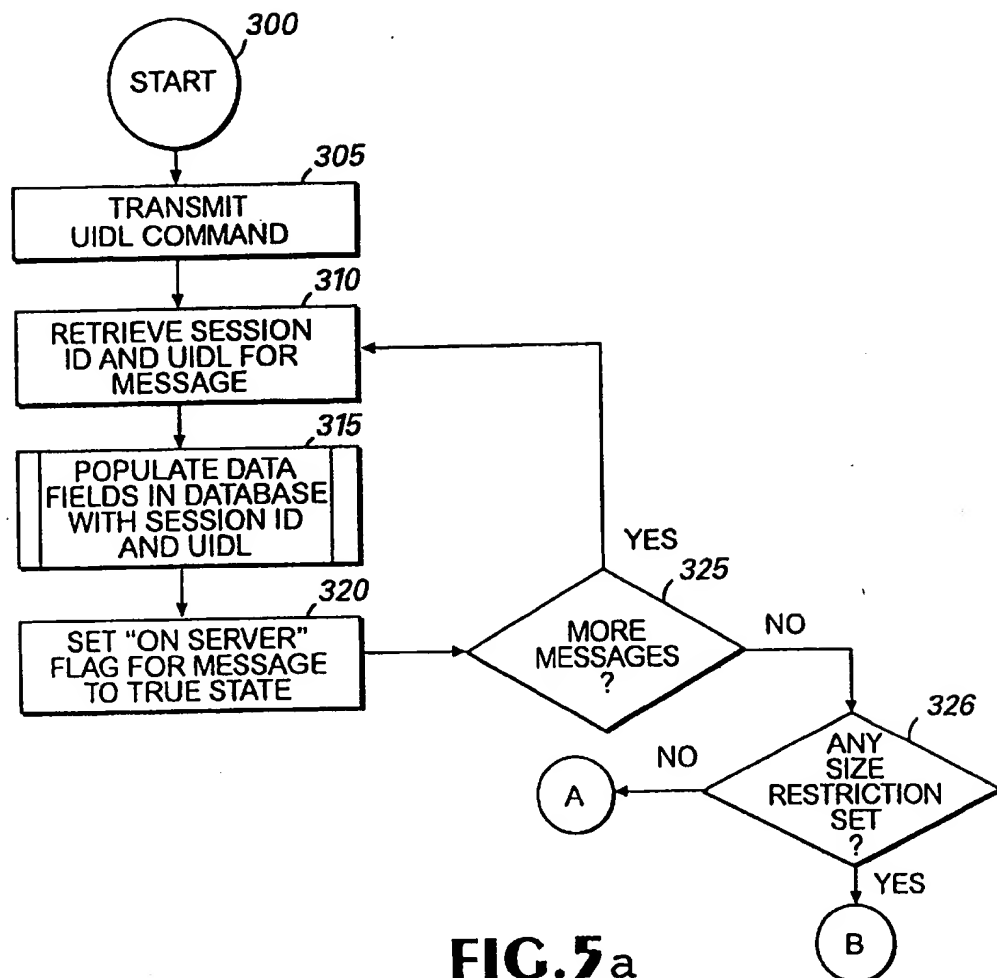 300
START
305
TRANSMIT
UIDL COMMAND
310
RETRIEVE SESSION
ID AND UIDL FOR
MESSAGE
315
POPULATE DATA
FIELDS IN DATABASE
WITH SESSION ID
AND UIDL
320
SET “ON SERVER”
FLAG FOR MESSAGE
TO TRUE STATE
YES
325
MORE
MESSAGES
?
NO
326
ANY
SIZE
RESTRICTION
SET
?
NO
A
YES
B
FIG.5a